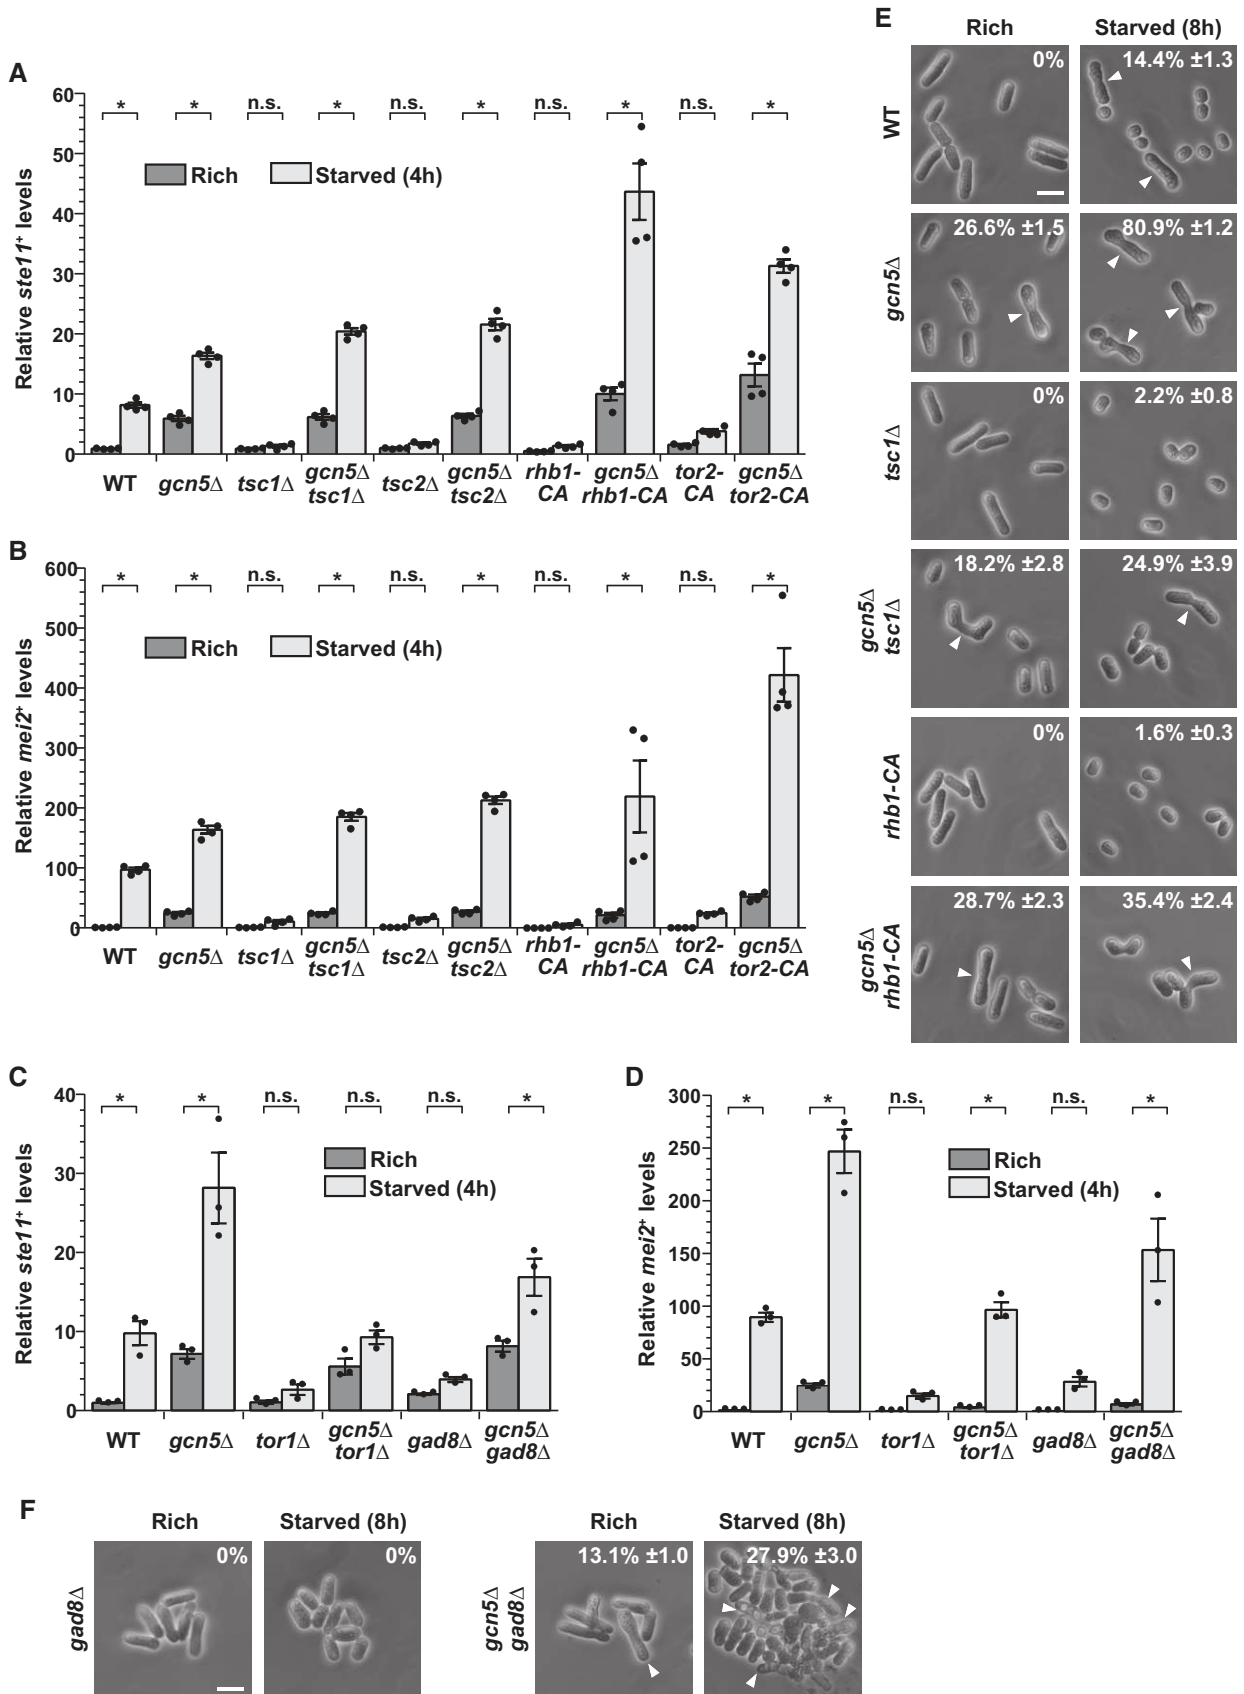 A
60
50
40
30
20
10
0
Relative ste11+ levels
* * n.s. * n.s. * n.s. * n.s. *
Rich Starved (4h)
WT gcn5Δ tsc1Δ gcn5Δ tsc1Δ tsc2Δ gcn5Δ tsc2Δ rhb1-CA gcn5Δ rhb1-CA tor2-CA gcn5Δ tor2-CA
B
600
500
400
300
200
100
0
Relative mei2+ levels
* * n.s. * n.s. * n.s. * n.s. *
Rich Starved (4h)
WT gcn5Δ tsc1Δ gcn5Δ tsc1Δ tsc2Δ gcn5Δ tsc2Δ rhb1-CA gcn5Δ rhb1-CA tor2-CA gcn5Δ tor2-CA
C
40
30
20
10
0
Relative ste11+ levels
* * n.s. n.s. n.s. *
Rich
Starved (4h)
WT gcn5Δ tor1Δ gcn5Δ tor1Δ gad8Δ gcn5Δ gad8Δ
D
300
250
200
150
100
50
0
Relative mei2+ levels
* * n.s. * n.s. *
Rich
Starved (4h)
WT gcn5Δ tor1Δ gcn5Δ tor1Δ gad8Δ gcn5Δ gad8Δ
E
Rich Starved (8h)
WT
0% 14.4% ±1.3
gcn5Δ
26.6% ±1.5 80.9% ±1.2
tsc1Δ
0% 2.2% ±0.8
gcn5Δ
tsc1Δ
18.2% ±2.8 24.9% ±3.9
rhb1-CA
0% 1.6% ±0.3
gcn5Δ
rhb1-CA
28.7% ±2.3 35.4% ±2.4
F
Rich Starved (8h) Rich Starved (8h)
gad8Δ
0% 0%
gcn5Δ
gad8Δ
13.1% ±1.0 27.9% ±3.0